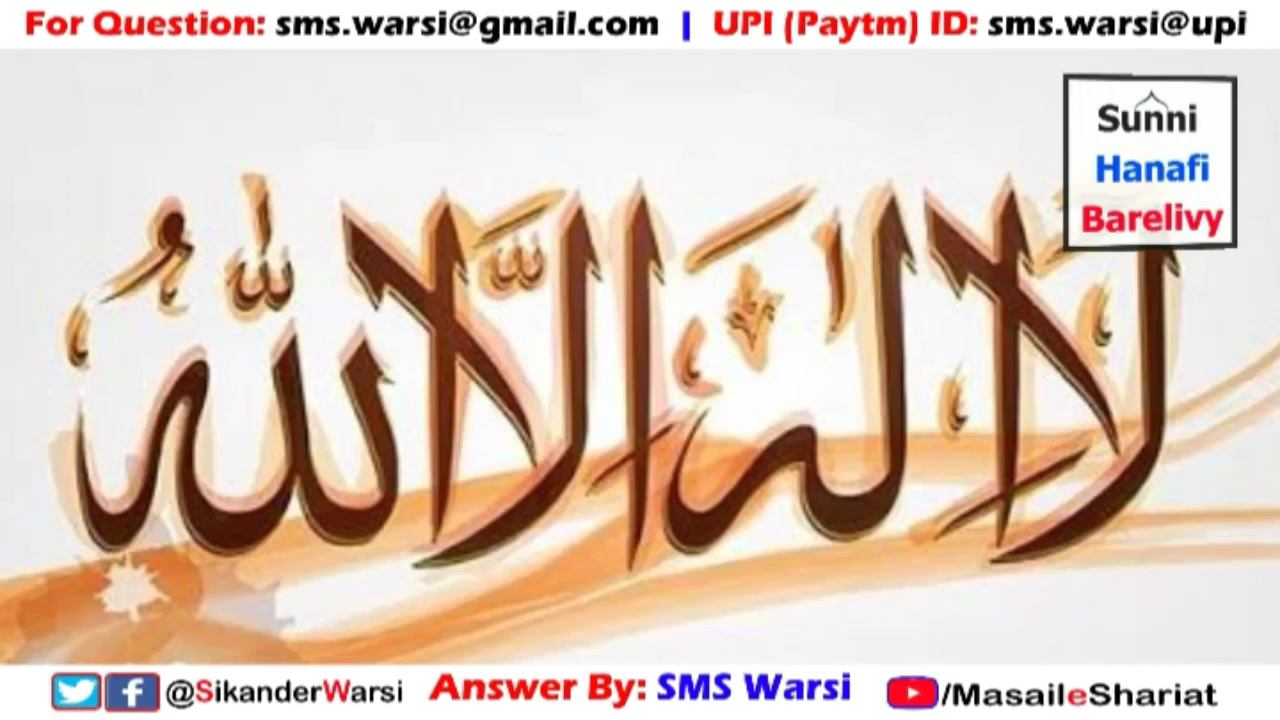 For Question: sms.warsi@gmail.com | UPI (Paytm) ID: sms.warsi@upi
Sunni
Hanafi
Barelivy
لا إله إلا الله
@SikanderWarsi Answer By: SMS Warsi /MasaileShariat